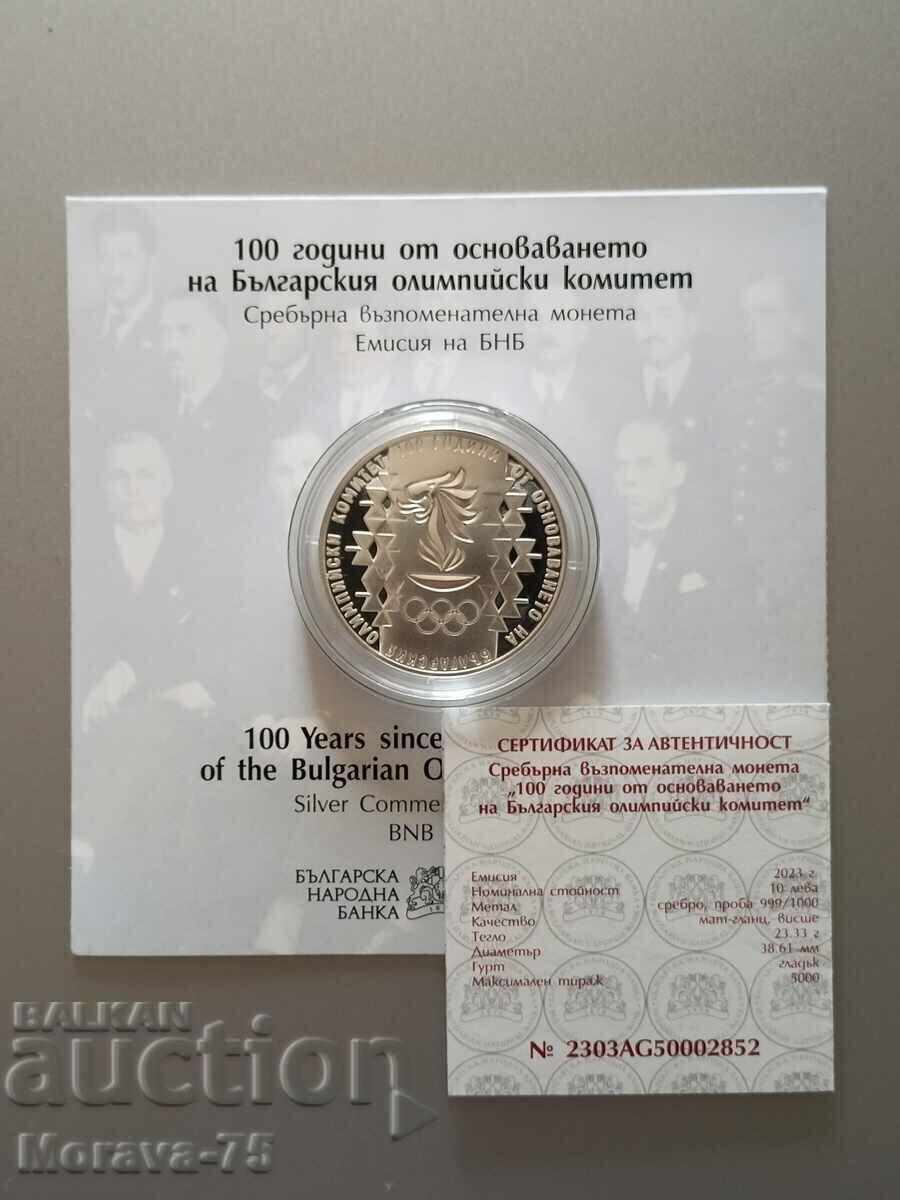 100 години от основаването
на Българския олимпийски комитет
Сребърна възпоменателна монета
Емисия на БНБ
БЪЛГАРСКИЯ ОЛИМПИЙСКИ КОМИТЕТ 100 ГОДИНИ ОТ ОСНОВАВАНЕТО НА
100 Years since
of the Bulgarian O
Silver Comme
BNB
БЪЛГАРСКА
НАРОДНА
БАНКА
СЕРТИФИКАТ ЗА АВТЕНТИЧНОСТ
Сребърна възпоменателна монета
„100 години от основаването
на Българския олимпийски комитет“
Емисия 2023 г.
Номинална стойност 10 лева
Метал сребро, проба 999/1000
Качество мат-гланц, висше
Тегло 23.33 г
Диаметър 38.61 мм
Гурт гладък
Максимален тираж 5000
№ 2303AG50002852
BALKAN
auction
Morava-75